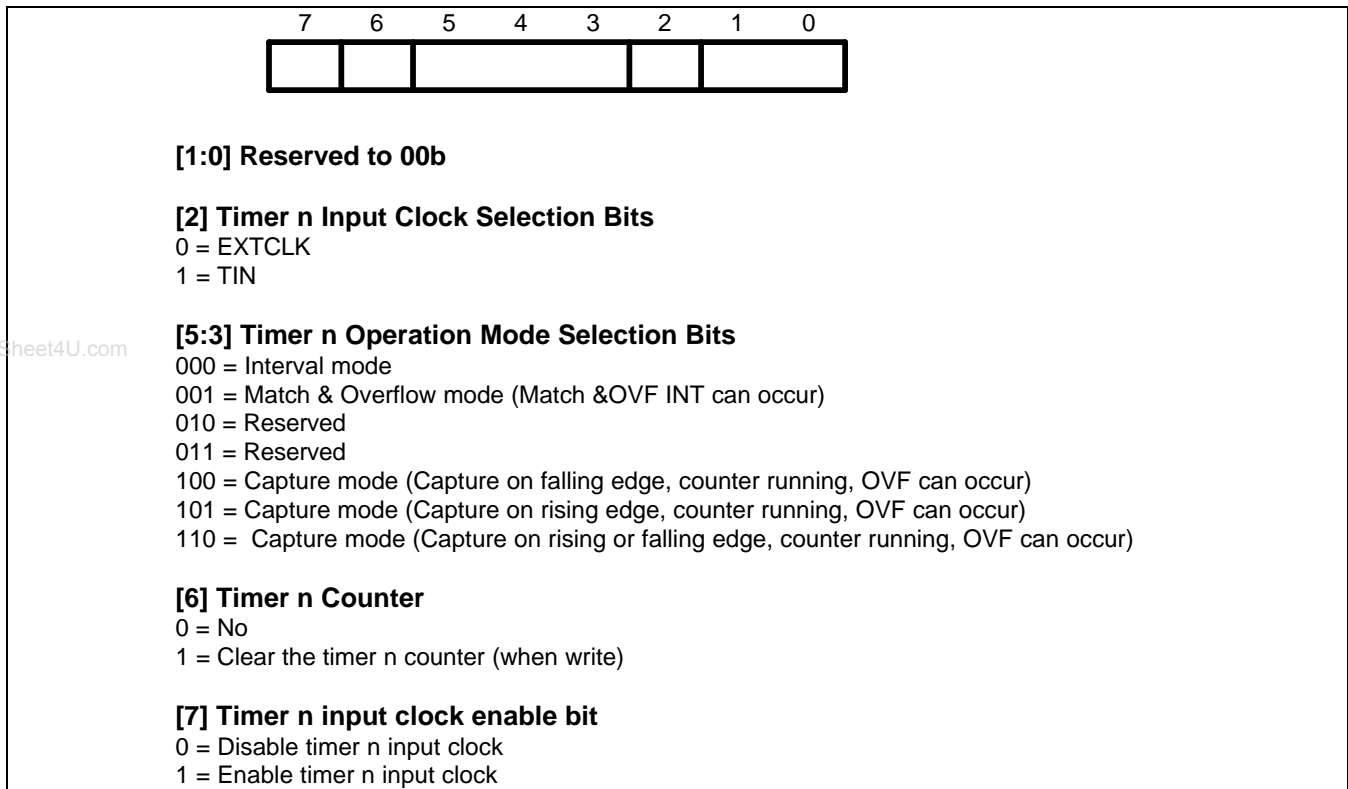 7 6 5 4 3 2 1 0
[1:0] Reserved to 00b
[2] Timer n Input Clock Selection Bits
0 = EXTCLK
1 = TIN
[5:3] Timer n Operation Mode Selection Bits
Sheet4U.com
000 = Interval mode
001 = Match & Overflow mode (Match &OVF INT can occur)
010 = Reserved
011 = Reserved
100 = Capture mode (Capture on falling edge, counter running, OVF can occur)
101 = Capture mode (Capture on rising edge, counter running, OVF can occur)
110 =  Capture mode (Capture on rising or falling edge, counter running, OVF can occur)
[6] Timer n Counter
0 = No
1 = Clear the timer n counter (when write)
[7] Timer n input clock enable bit
0 = Disable timer n input clock
1 = Enable timer n input clock